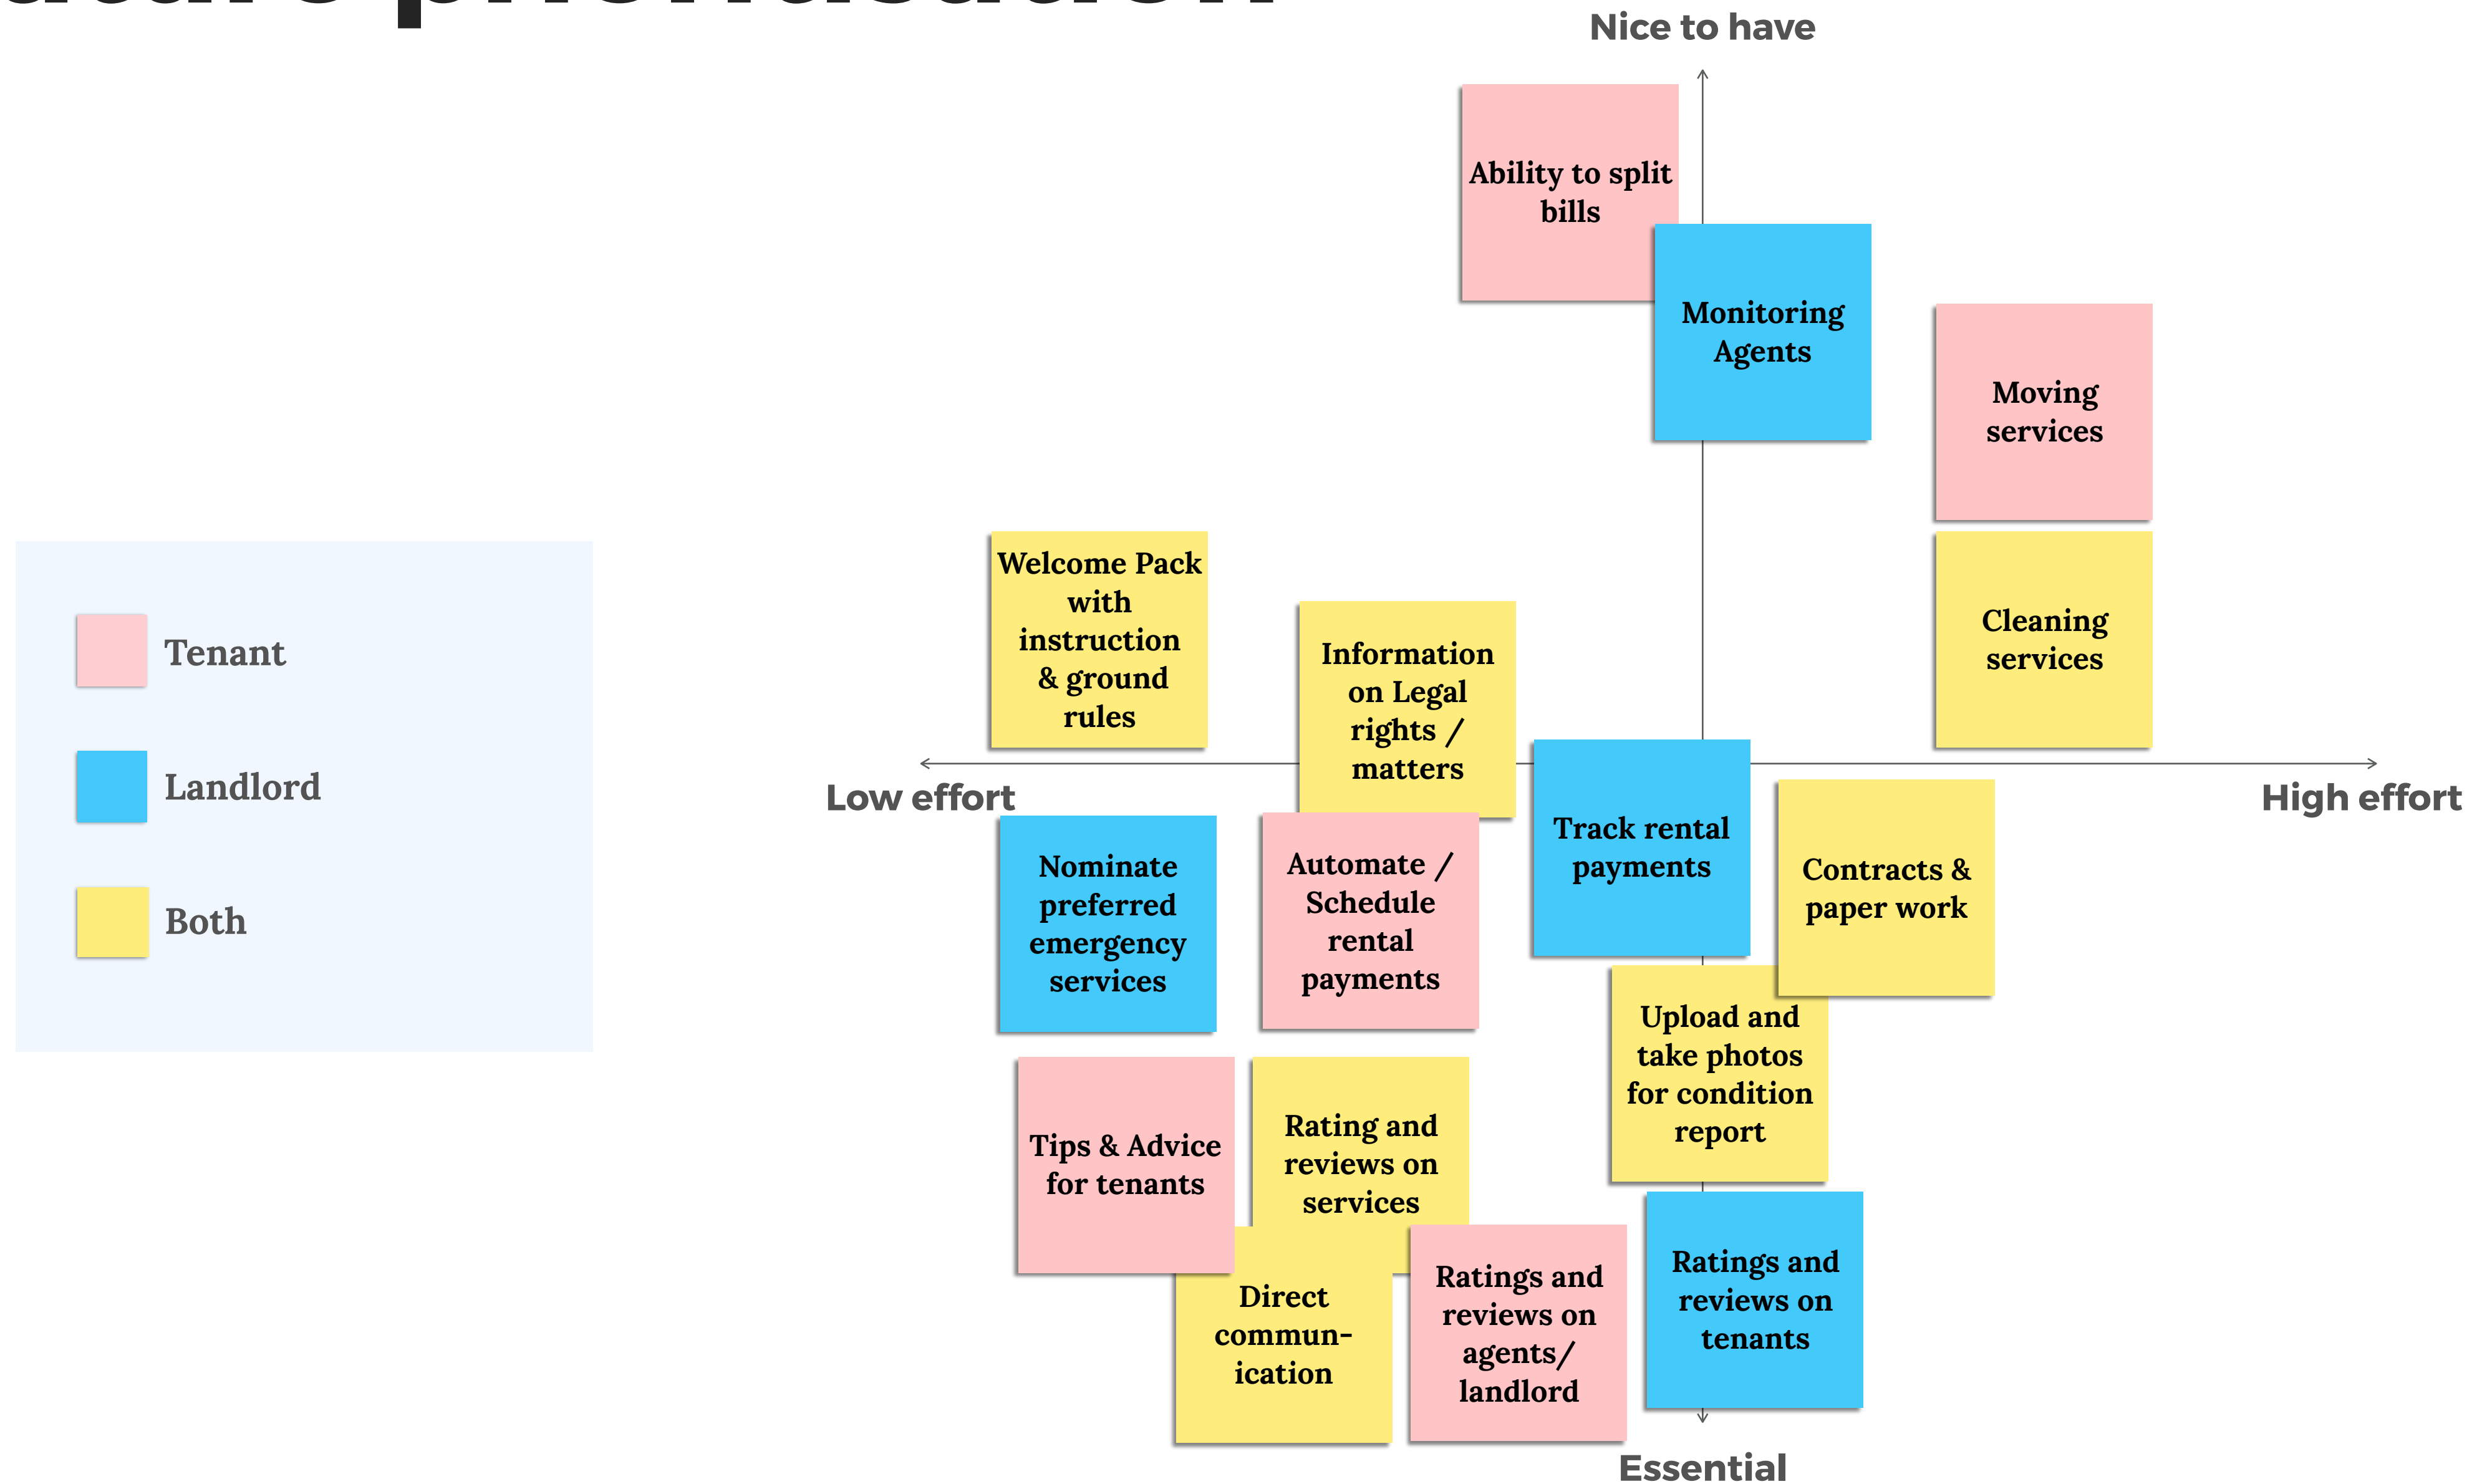 Nice to have
Ability to split
bills
Monitoring
Agents
Moving
services
Welcome Pack
with
instruction
& ground
rules
Information
on Legal
rights /
matters
Cleaning
services
Tenant
Landlord
Both
Low effort
High effort
Nominate
preferred
emergency
services
Automate /
Schedule
rental
payments
Track rental
payments
Contracts &
paper work
Upload and
take photos
for condition
report
Tips & Advice
for tenants
Rating and
reviews on
services
Direct
commun-
ication
Ratings and
reviews on
agents/
landlord
Ratings and
reviews on
tenants
Essential